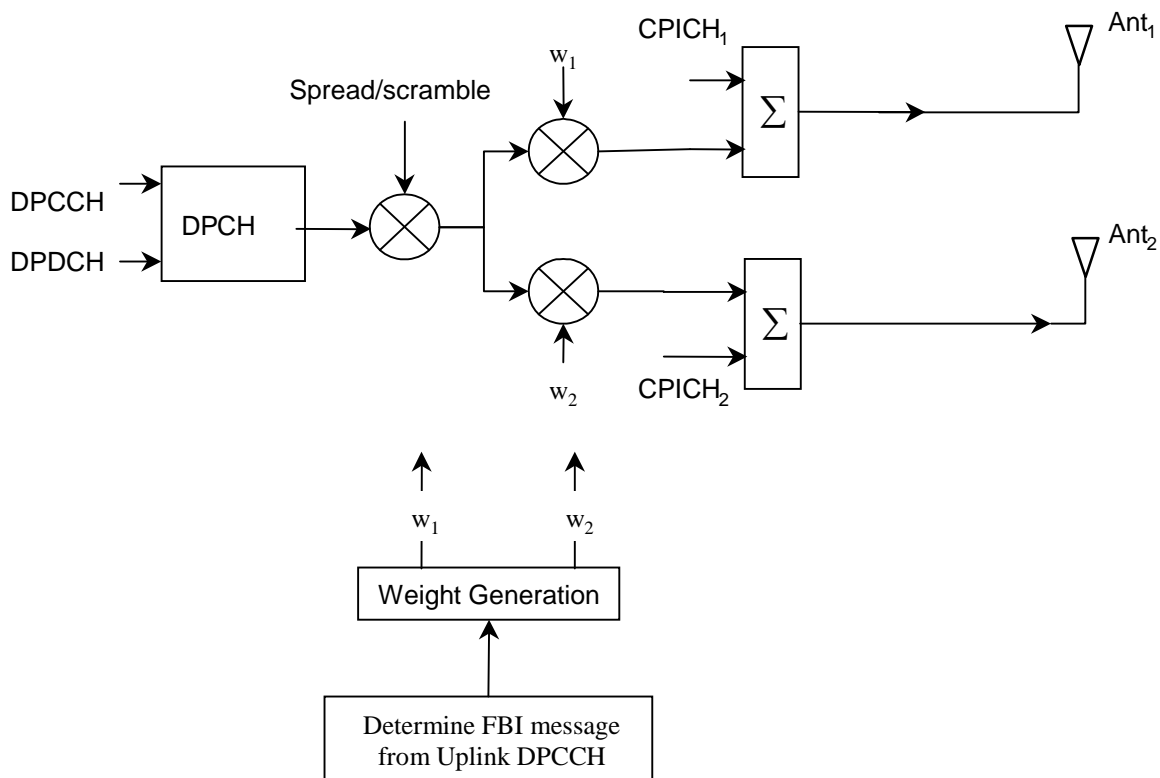 CPICH₁
Ant₁
w₁
Spread/scramble
Σ
DPCCH
DPCH
DPDCH
Ant₂
Σ
w₂
CPICH₂
w₁
w₂
Weight Generation
Determine FBI message
from Uplink DPCCH